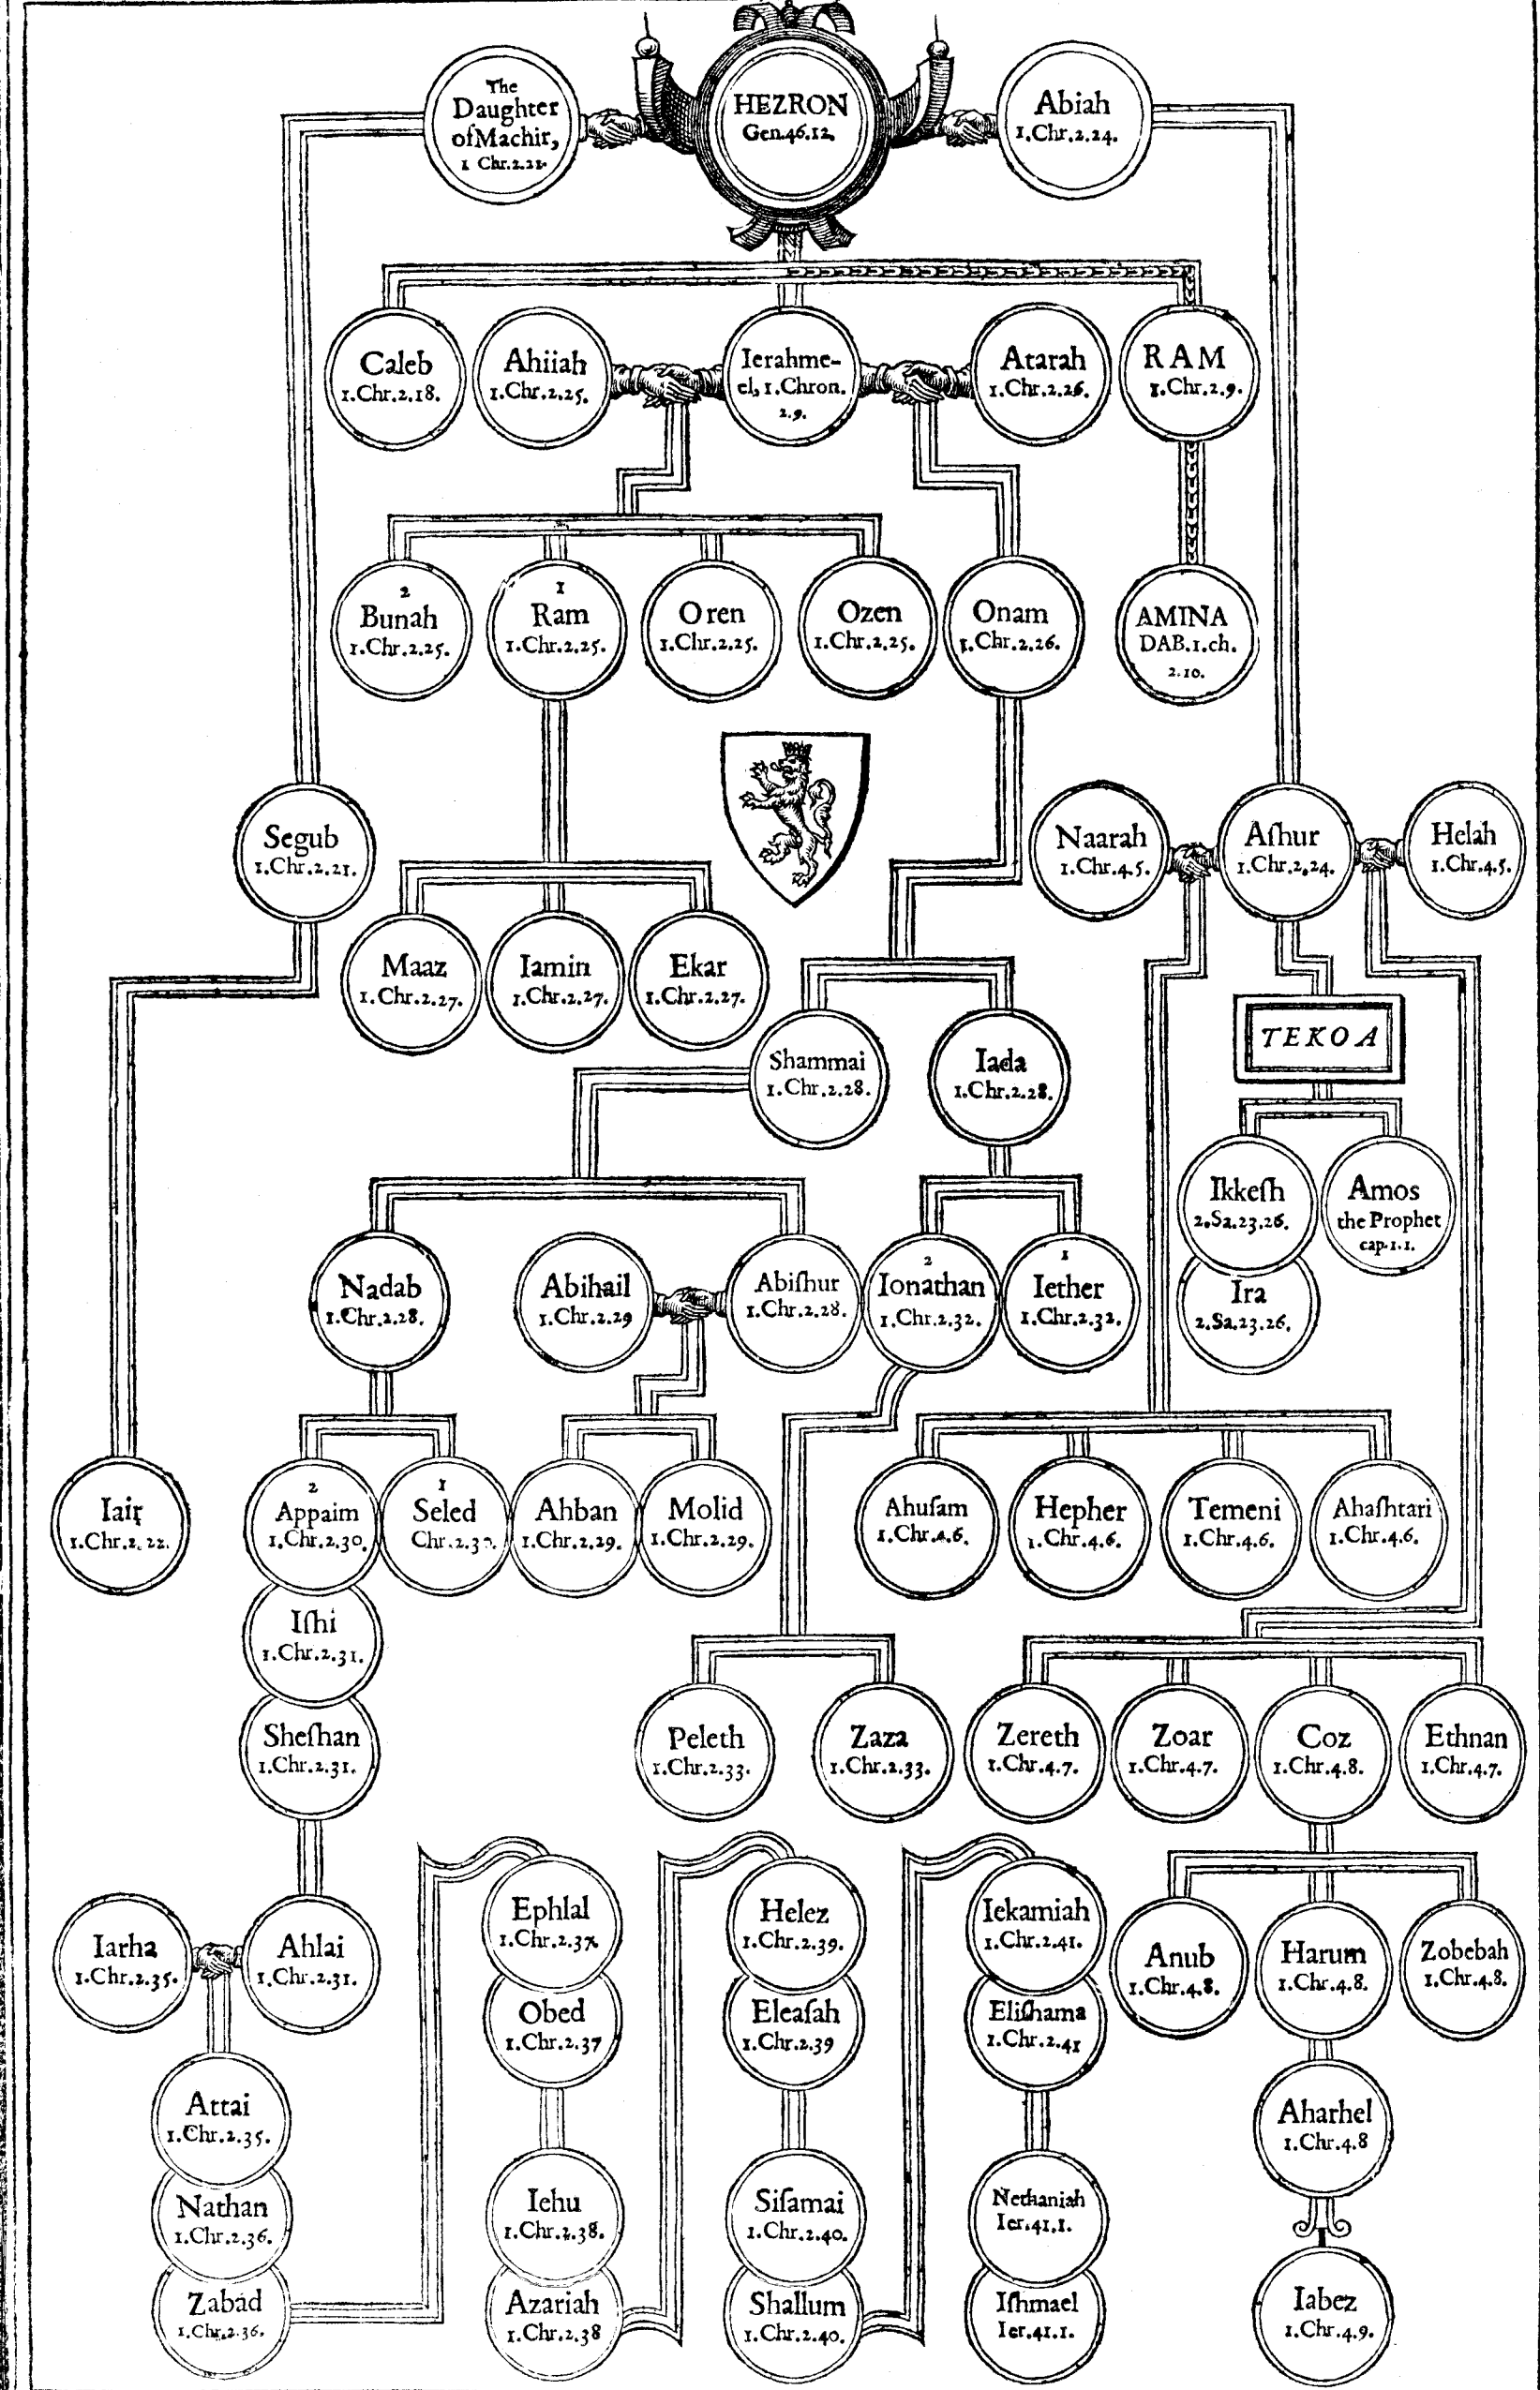 The
Daughter
of Machir,
1 Chr.2.21.
HEZRON
Gen.46.12.
Abiah
1.Chr.2.24.
Caleb
1.Chr.2.18.
Ahiiah
1.Chr.2.25.
Ierahme-
el, 1.Chron.
2.9.
Atarah
1.Chr.2.26.
RAM
1.Chr.2.9.
2
Bunah
1.Chr.2.25.
1
Ram
1.Chr.2.25.
Oren
1.Chr.2.25.
Ozen
1.Chr.2.25.
Onam
1.Chr.2.26.
AMINA
DAB.1.ch.
2.10.
Segub
1.Chr.2.21.
Naarah
1.Chr.4.5.
Aſhur
1.Chr.2.24.
Helah
1.Chr.4.5.
Maaz
1.Chr.2.27.
Iamin
1.Chr.2.27.
Ekar
1.Chr.2.27.
Shammai
1.Chr.2.28.
Iada
1.Chr.2.28.
TEKOA
Ikkeſh
2.Sa.23.26.
Amos
the Prophet
cap.1.1.
Nadab
1.Chr.2.28.
Abihail
1.Chr.2.29
Abiſhur
1.Chr.2.28.
2
Ionathan
1.Chr.2.32.
1
Iether
1.Chr.2.32.
Ira
2.Sa.23.26.
Iair
1.Chr.2.22.
2
Appaim
1.Chr.2.30.
1
Seled
Chr.2.30.
Ahban
1.Chr.2.29.
Molid
1.Chr.2.29.
Ahuſam
1.Chr.4.6.
Hepher
1.Chr.4.6.
Temeni
1.Chr.4.6.
Ahaſhtari
1.Chr.4.6.
Iſhi
1.Chr.2.31.
Sheſhan
1.Chr.2.31.
Peleth
1.Chr.2.33.
Zaza
1.Chr.2.33.
Zereth
1.Chr.4.7.
Zoar
1.Chr.4.7.
Coz
1.Chr.4.8.
Ethnan
1.Chr.4.7.
Iarha
1.Chr.2.35.
Ahlai
1.Chr.2.31.
Ephlal
1.Chr.2.37.
Helez
1.Chr.2.39.
Iekamiah
1.Chr.2.41.
Anub
1.Chr.4.8.
Harum
1.Chr.4.8.
Zobebah
1.Chr.4.8.
Obed
1.Chr.2.37
Eleaſah
1.Chr.2.39
Eliſhama
1.Chr.2.41
Attai
1.Chr.2.35.
Aharhel
1.Chr.4.8
Nathan
1.Chr.2.36.
Iehu
1.Chr.2.38.
Siſamai
1.Chr.2.40.
Nethaniah
Ier.41.1.
Zabad
1.Chr.2.36.
Azariah
1.Chr.2.38
Shallum
1.Chr.2.40.
Iſhmael
Ier.41.1.
Iabez
1.Chr.4.9.